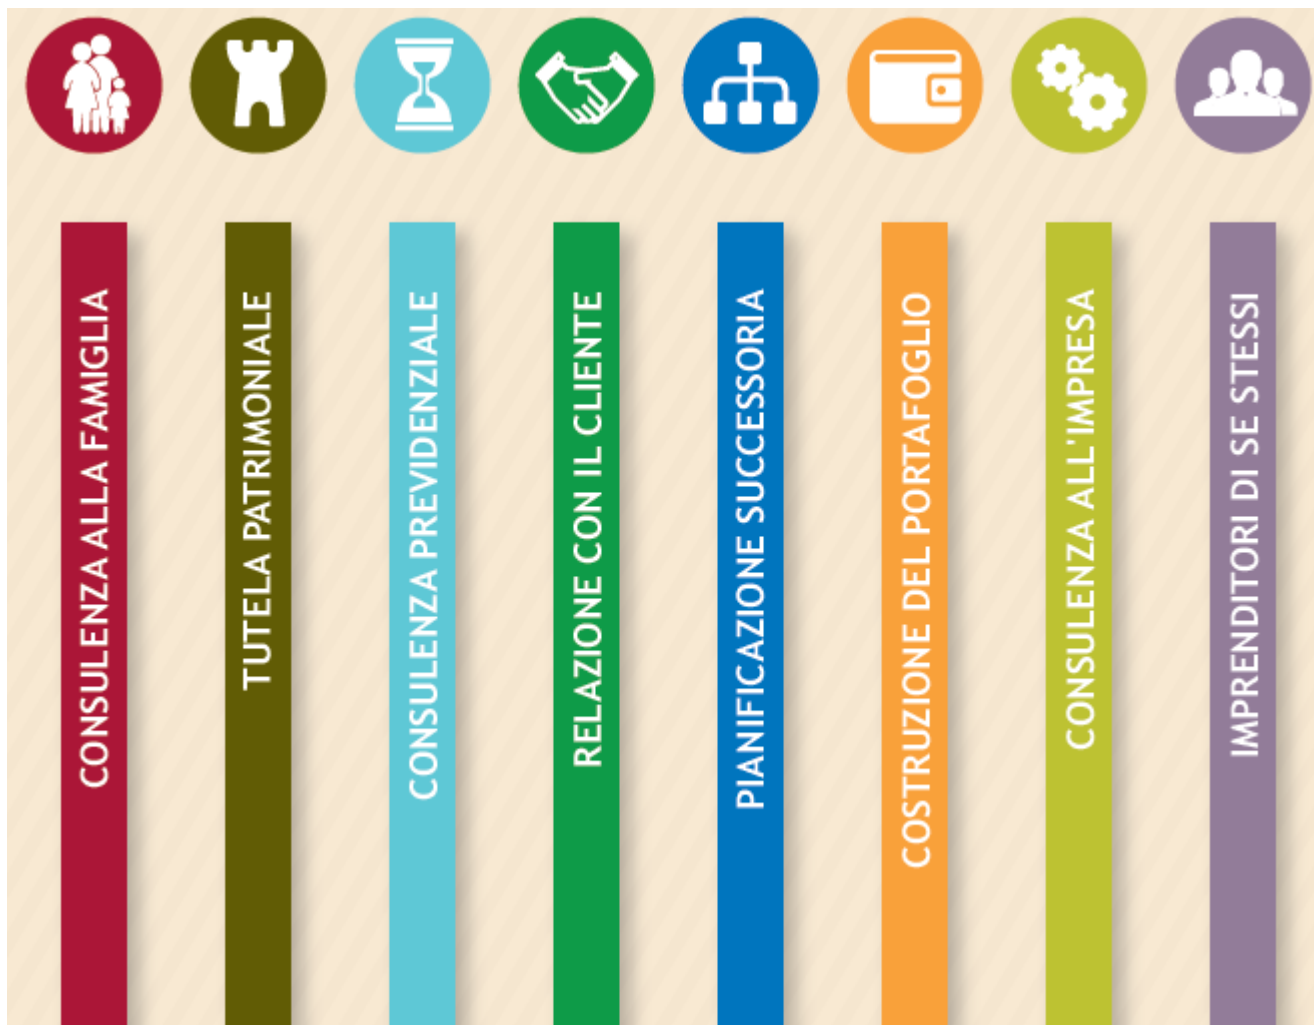 CONSULENZA ALLA FAMIGLIA
TUTELA PATRIMONIALE
CONSULENZA PREVIDENZIALE
RELAZIONE CON IL CLIENTE
PIANIFICAZIONE SUCCESSORIA
COSTRUZIONE DEL PORTAFOGLIO
CONSULENZA ALL'IMPRESA
IMPRENDITORI DI SE STESSI